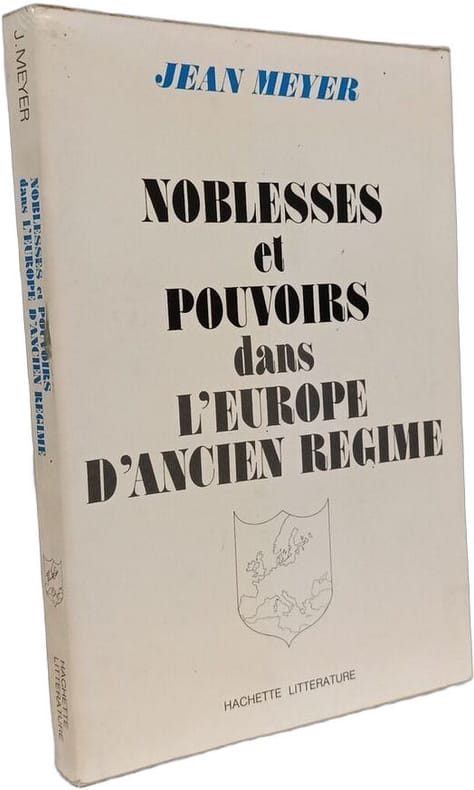 JEAN MEYER
NOBLESSES
et
POUVOIRS
dans
L'EUROPE
D'ANCIEN REGIME
HACHETTE LITTERATURE
J. MEYER
NOBLESSES et POUVOIRS
dans L'EUROPE D'ANCIEN REGIME
HACHETTE
LITTERATURE